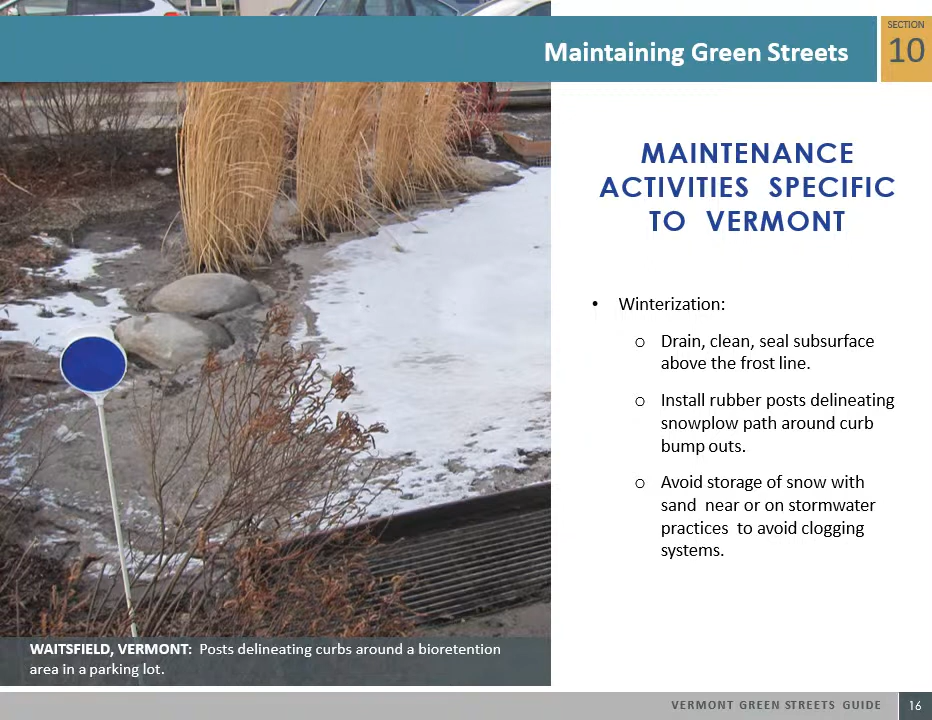 SECTION
10
Maintaining Green Streets
MAINTENANCE
ACTIVITIES SPECIFIC
TO VERMONT
• Winterization:
o Drain, clean, seal subsurface
above the frost line.
o Install rubber posts delineating
snowplow path around curb
bump outs.
o Avoid storage of snow with
sand near or on stormwater
practices to avoid clogging
systems.
WAITSFIELD, VERMONT: Posts delineating curbs around a bioretention
area in a parking lot.
VERMONT GREEN STREETS GUIDE 16